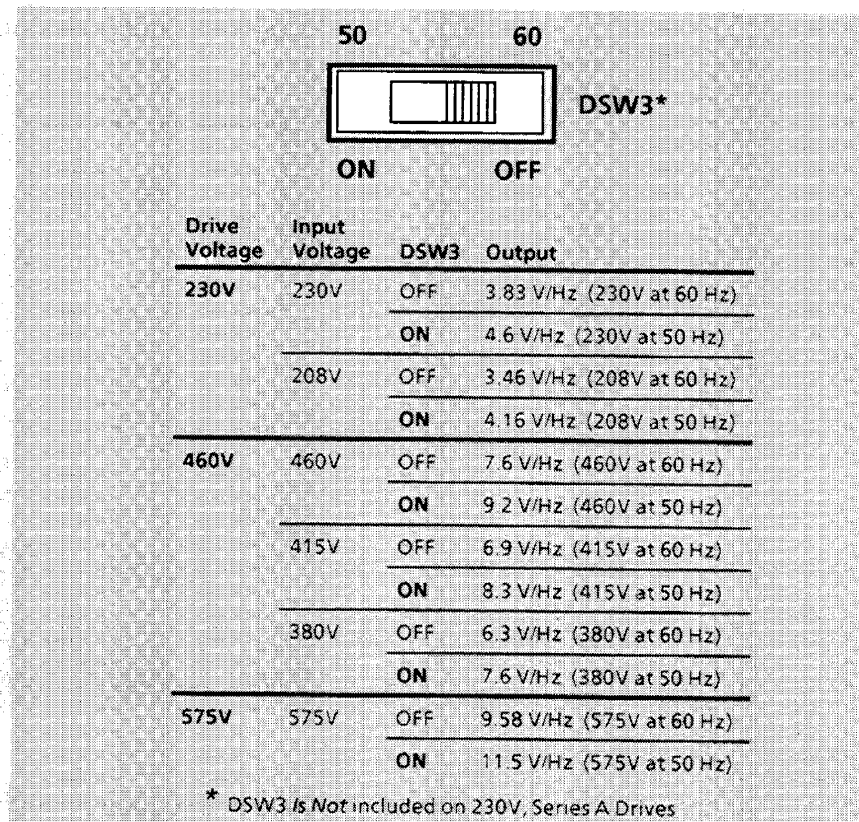 50 60
DSW3*
ON OFF
Drive Voltage Input Voltage DSW3 Output
230V 230V OFF 3.83 V/Hz (230V at 60 Hz)
ON 4.6 V/Hz (230V at 50 Hz)
208V OFF 3.46 V/Hz (208V at 60 Hz)
ON 4.16 V/Hz (208V at 50 Hz)
460V 460V OFF 7.6 V/Hz (460V at 60 Hz)
ON 9.2 V/Hz (460V at 50 Hz)
415V OFF 6.9 V/Hz (415V at 60 Hz)
ON 8.3 V/Hz (415V at 50 Hz)
380V OFF 6.3 V/Hz (380V at 60 Hz)
ON 7.6 V/Hz (380V at 50 Hz)
575V 575V OFF 9.58 V/Hz (575V at 60 Hz)
ON 11.5 V/Hz (575V at 50 Hz)
* DSW3 Is Not included on 230V, Series A Drives